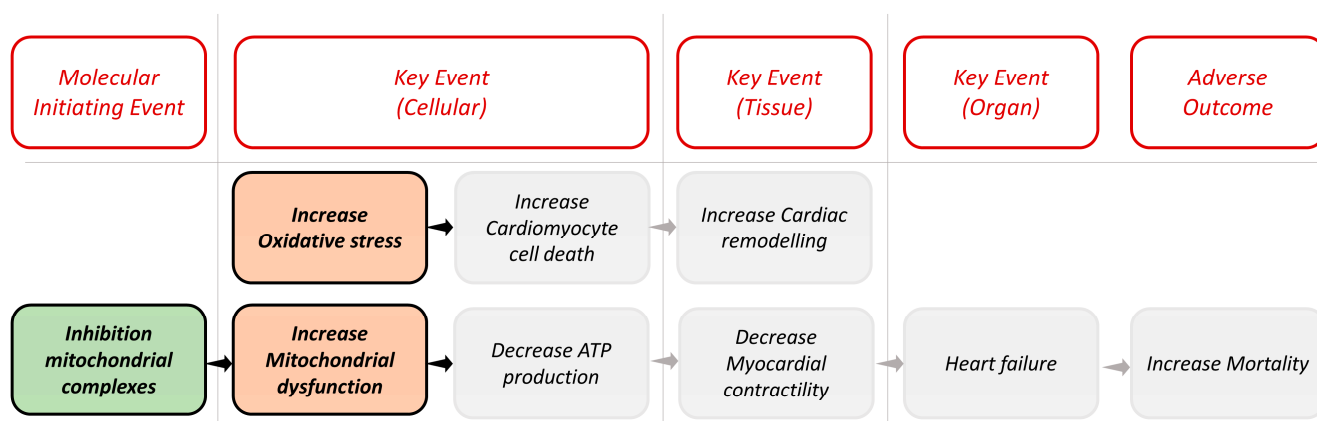 Molecular
Initiating Event
Key Event
(Cellular)
Key Event
(Tissue)
Key Event
(Organ)
Adverse
Outcome
Increase
Oxidative stress
Increase
Cardiomyocyte
cell death
Increase Cardiac
remodelling
Inhibition
mitochondrial
complexes
Increase
Mitochondrial
dysfunction
Decrease ATP
production
Decrease
Myocardial
contractility
Heart failure
Increase Mortality